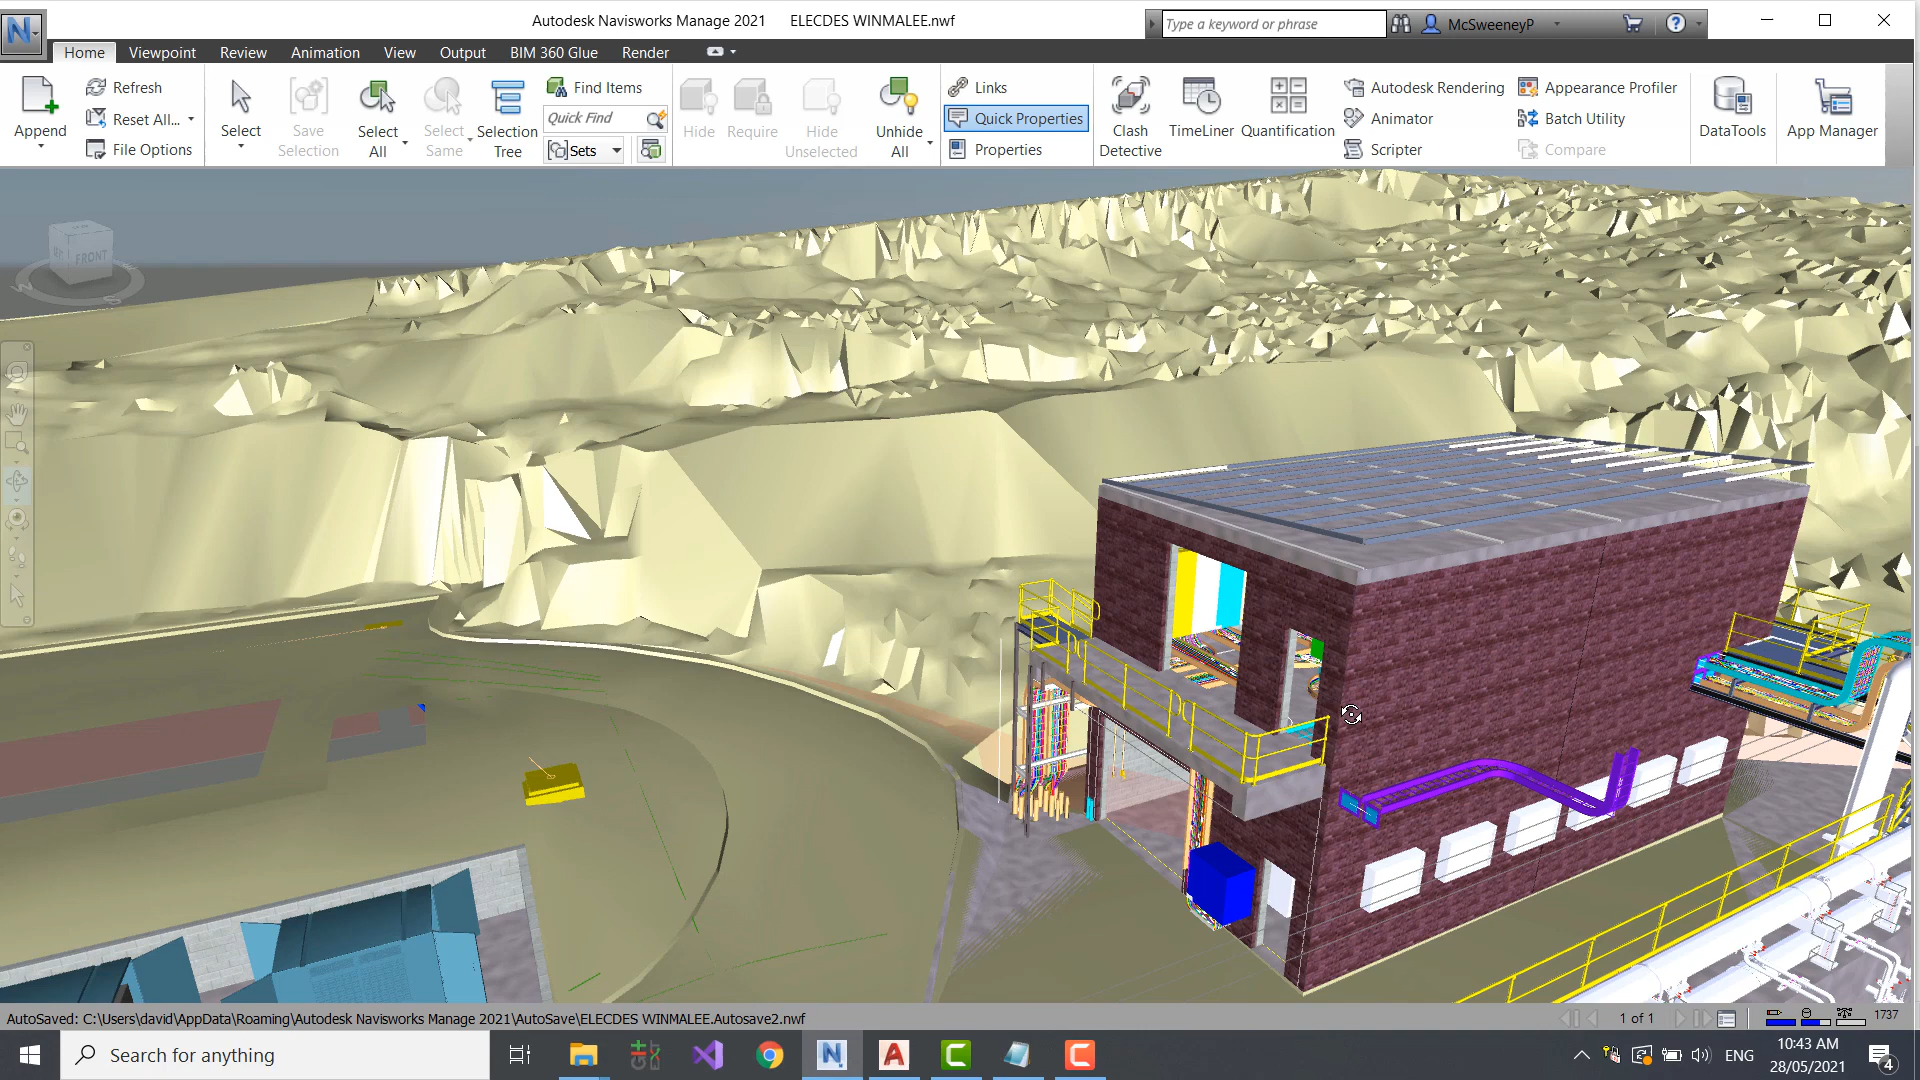 Autodesk Navisworks Manage 2021 ELECDES WINMALEE.nwf
Type a keyword or phrase
McSweeneyP
Home Viewpoint Review Animation View Output BIM 360 Glue Render
Append
Refresh
Reset All...
File Options
Select
Save
Selection
Select
All
Select
Same
Selection
Tree
Find Items
Quick Find
Sets
Hide
Require
Hide
Unselected
Unhide
All
Links
Quick Properties
Properties
Clash
Detective
TimeLiner
Quantification
Autodesk Rendering
Animator
Scripter
Appearance Profiler
Batch Utility
Compare
DataTools
App Manager
FRONT
W
S
AutoSaved: C:\Users\david\AppData\Roaming\Autodesk Navisworks Manage 2021\AutoSave\ELECDES WINMALEE.Autosave2.nwf
1 of 1
1737
Search for anything
ENG
10:43 AM
28/05/2021
4